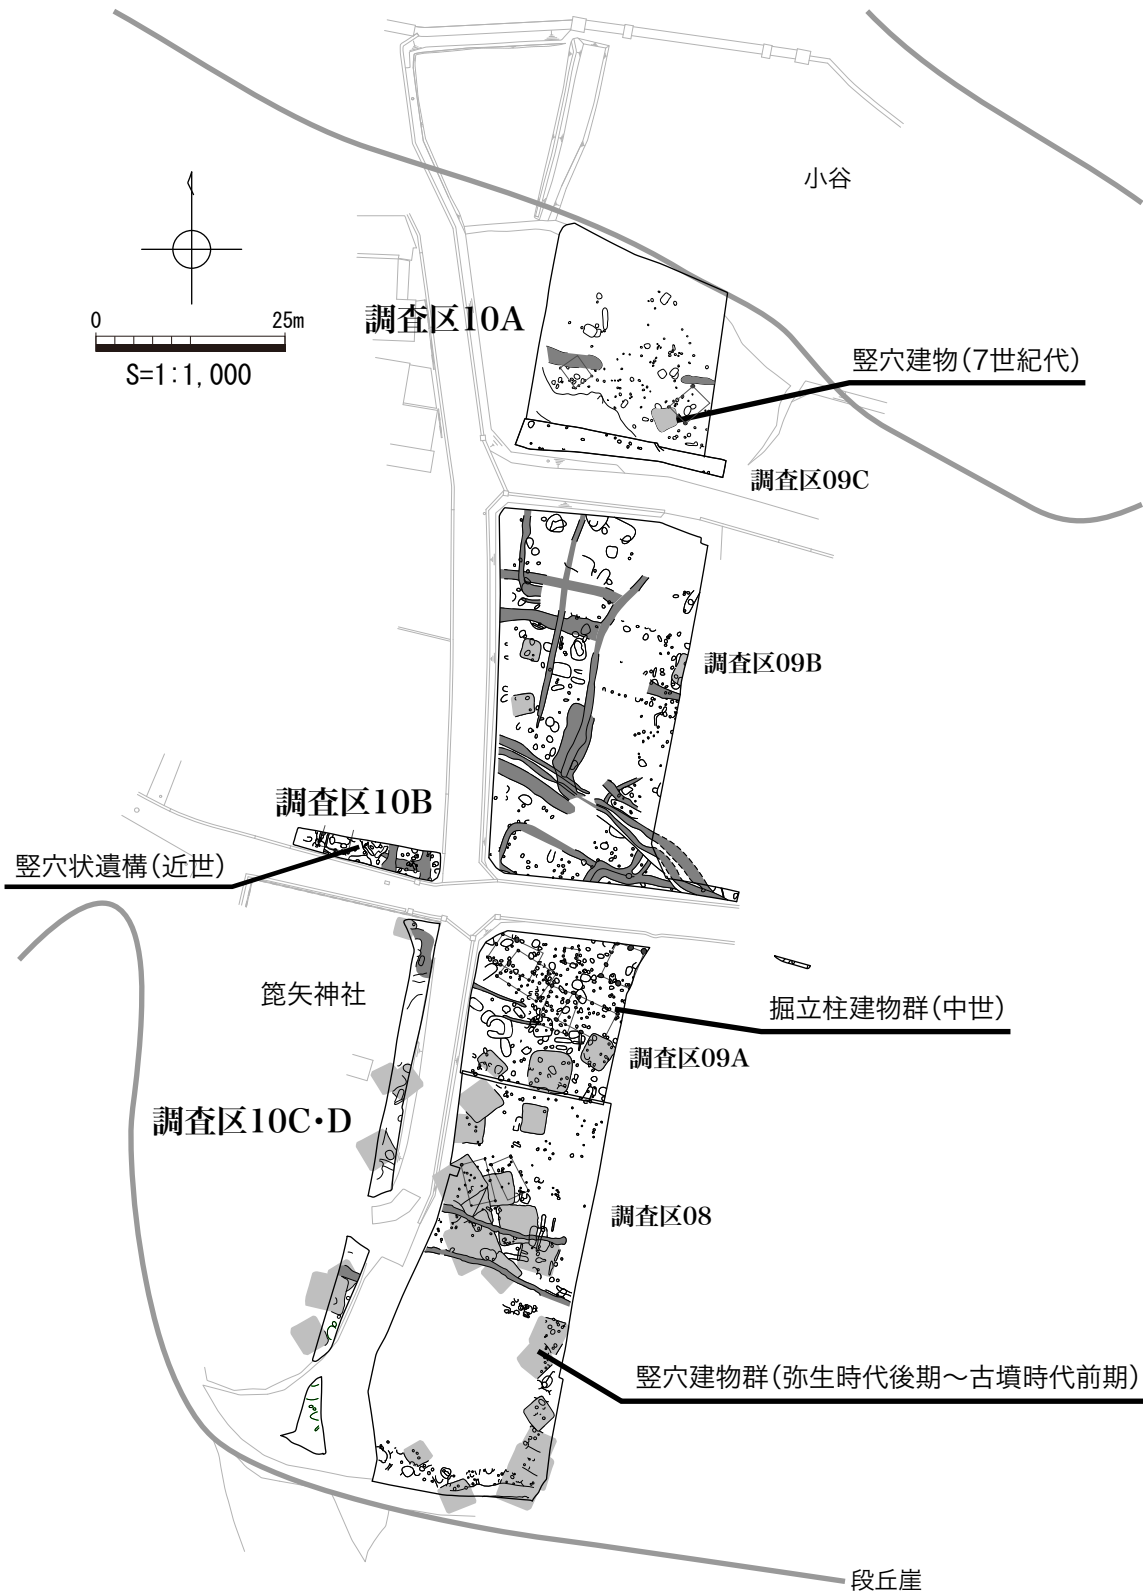 小谷
0 25m
S=1:1,000
調査区10A
竪穴建物(7世紀代)
調査区09C
調査区09B
調査区10B
竪穴状遺構(近世)
箆矢神社
掘立柱建物群(中世)
調査区09A
調査区10C・D
調査区08
竪穴建物群(弥生時代後期〜古墳時代前期)
段丘崖